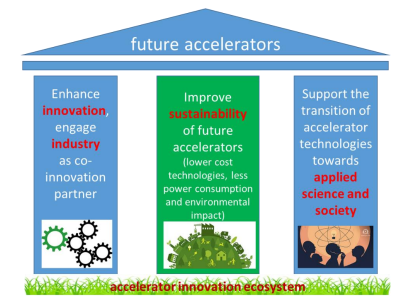 future accelerators
Enhance
innovation,
engage
industry
as co-
innovation
partner
Improve
sustainability
of future
accelerators
(lower cost
technologies, less
power consumption
and environmental
impact)
Support the
transition of
accelerator
technologies
towards
applied
science and
society
accelerator innovation ecosystem